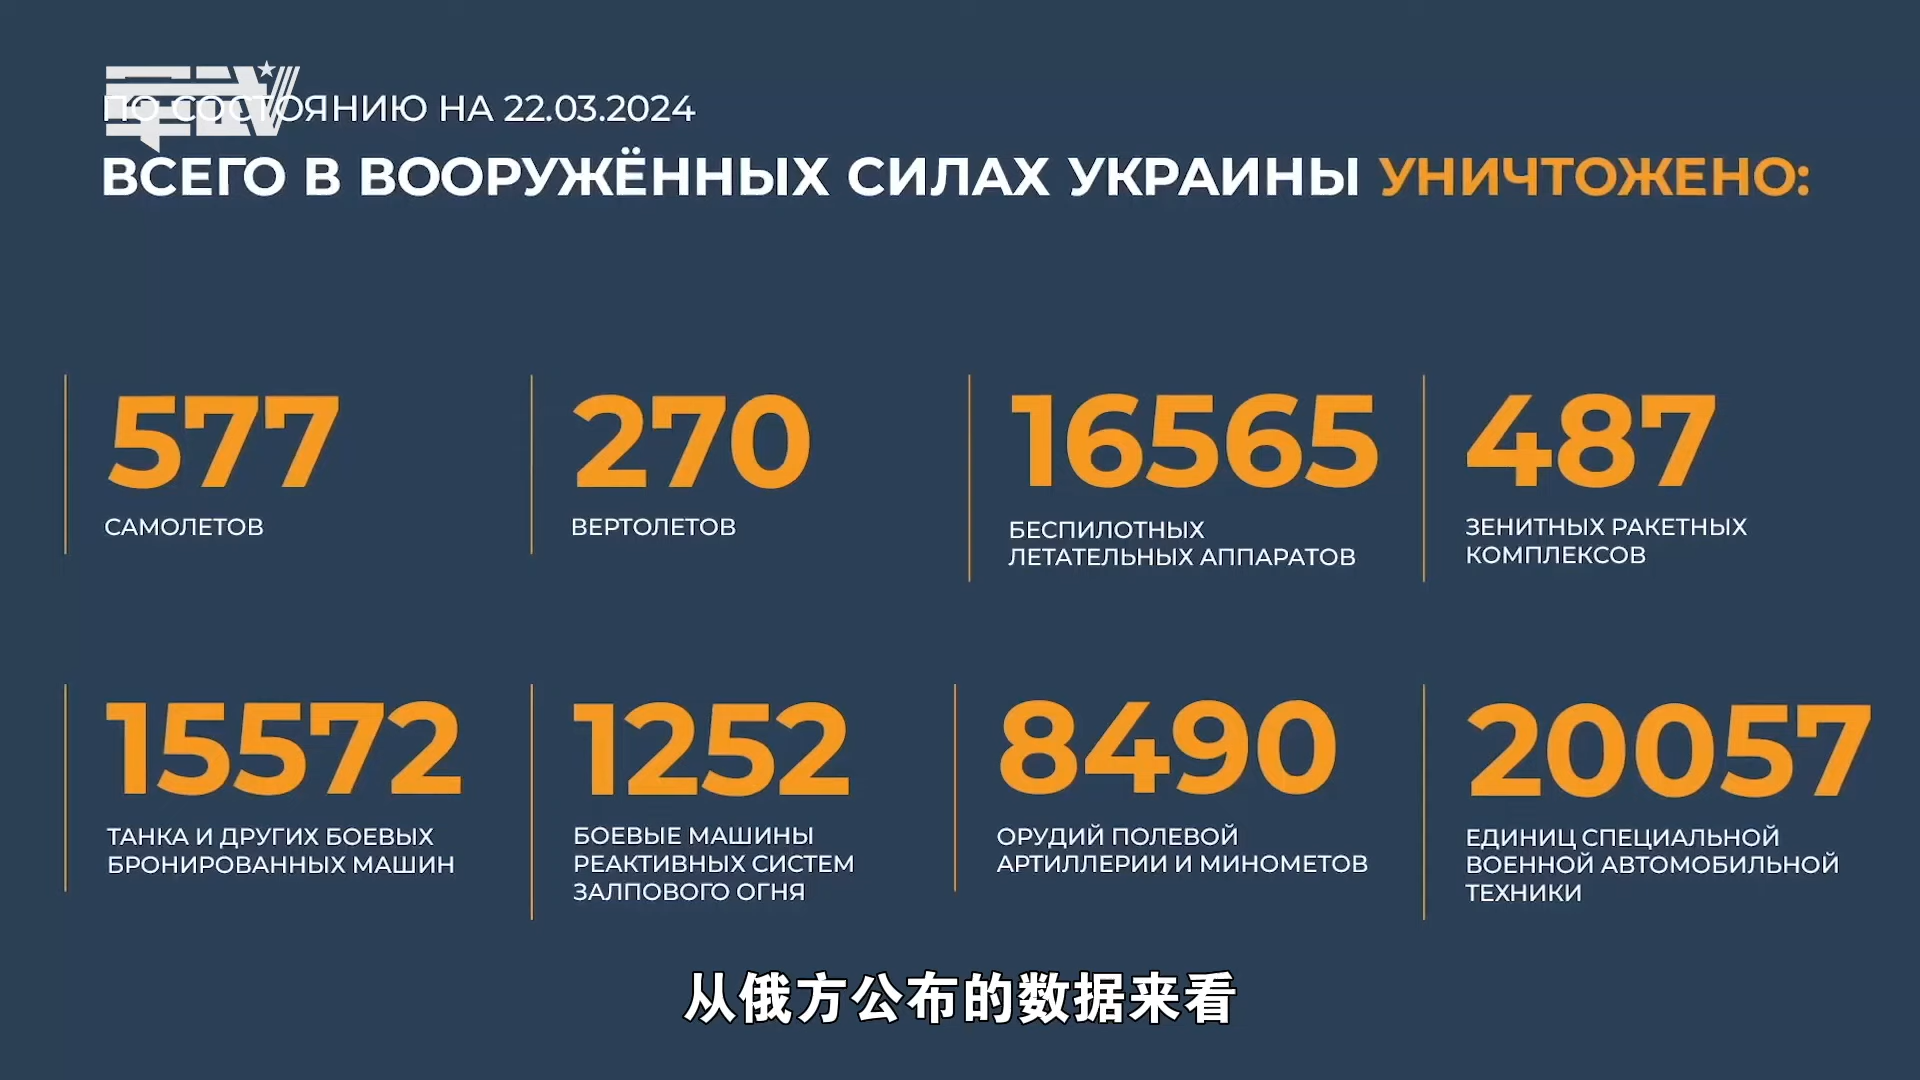 ПО СОСТОЯНИЮ НА 22.03.2024
ВСЕГО В ВООРУЖЁННЫХ СИЛАХ УКРАИНЫ УНИЧТОЖЕНО:
577
САМОЛЕТОВ
270
ВЕРТОЛЕТОВ
16565
БЕСПИЛОТНЫХ
ЛЕТАТЕЛЬНЫХ АППАРАТОВ
487
ЗЕНИТНЫХ РАКЕТНЫХ
КОМПЛЕКСОВ
15572
ТАНКА И ДРУГИХ БОЕВЫХ
БРОНИРОВАННЫХ МАШИН
1252
БОЕВЫЕ МАШИНЫ
РЕАКТИВНЫХ СИСТЕМ
ЗАЛПОВОГО ОГНЯ
8490
ОРУДИЙ ПОЛЕВОЙ
АРТИЛЛЕРИИ И МИНОМЕТОВ
20057
ЕДИНИЦ СПЕЦИАЛЬНОЙ
ВОЕННОЙ АВТОМОБИЛЬНОЙ
ТЕХНИКИ
从俄方公布的数据来看